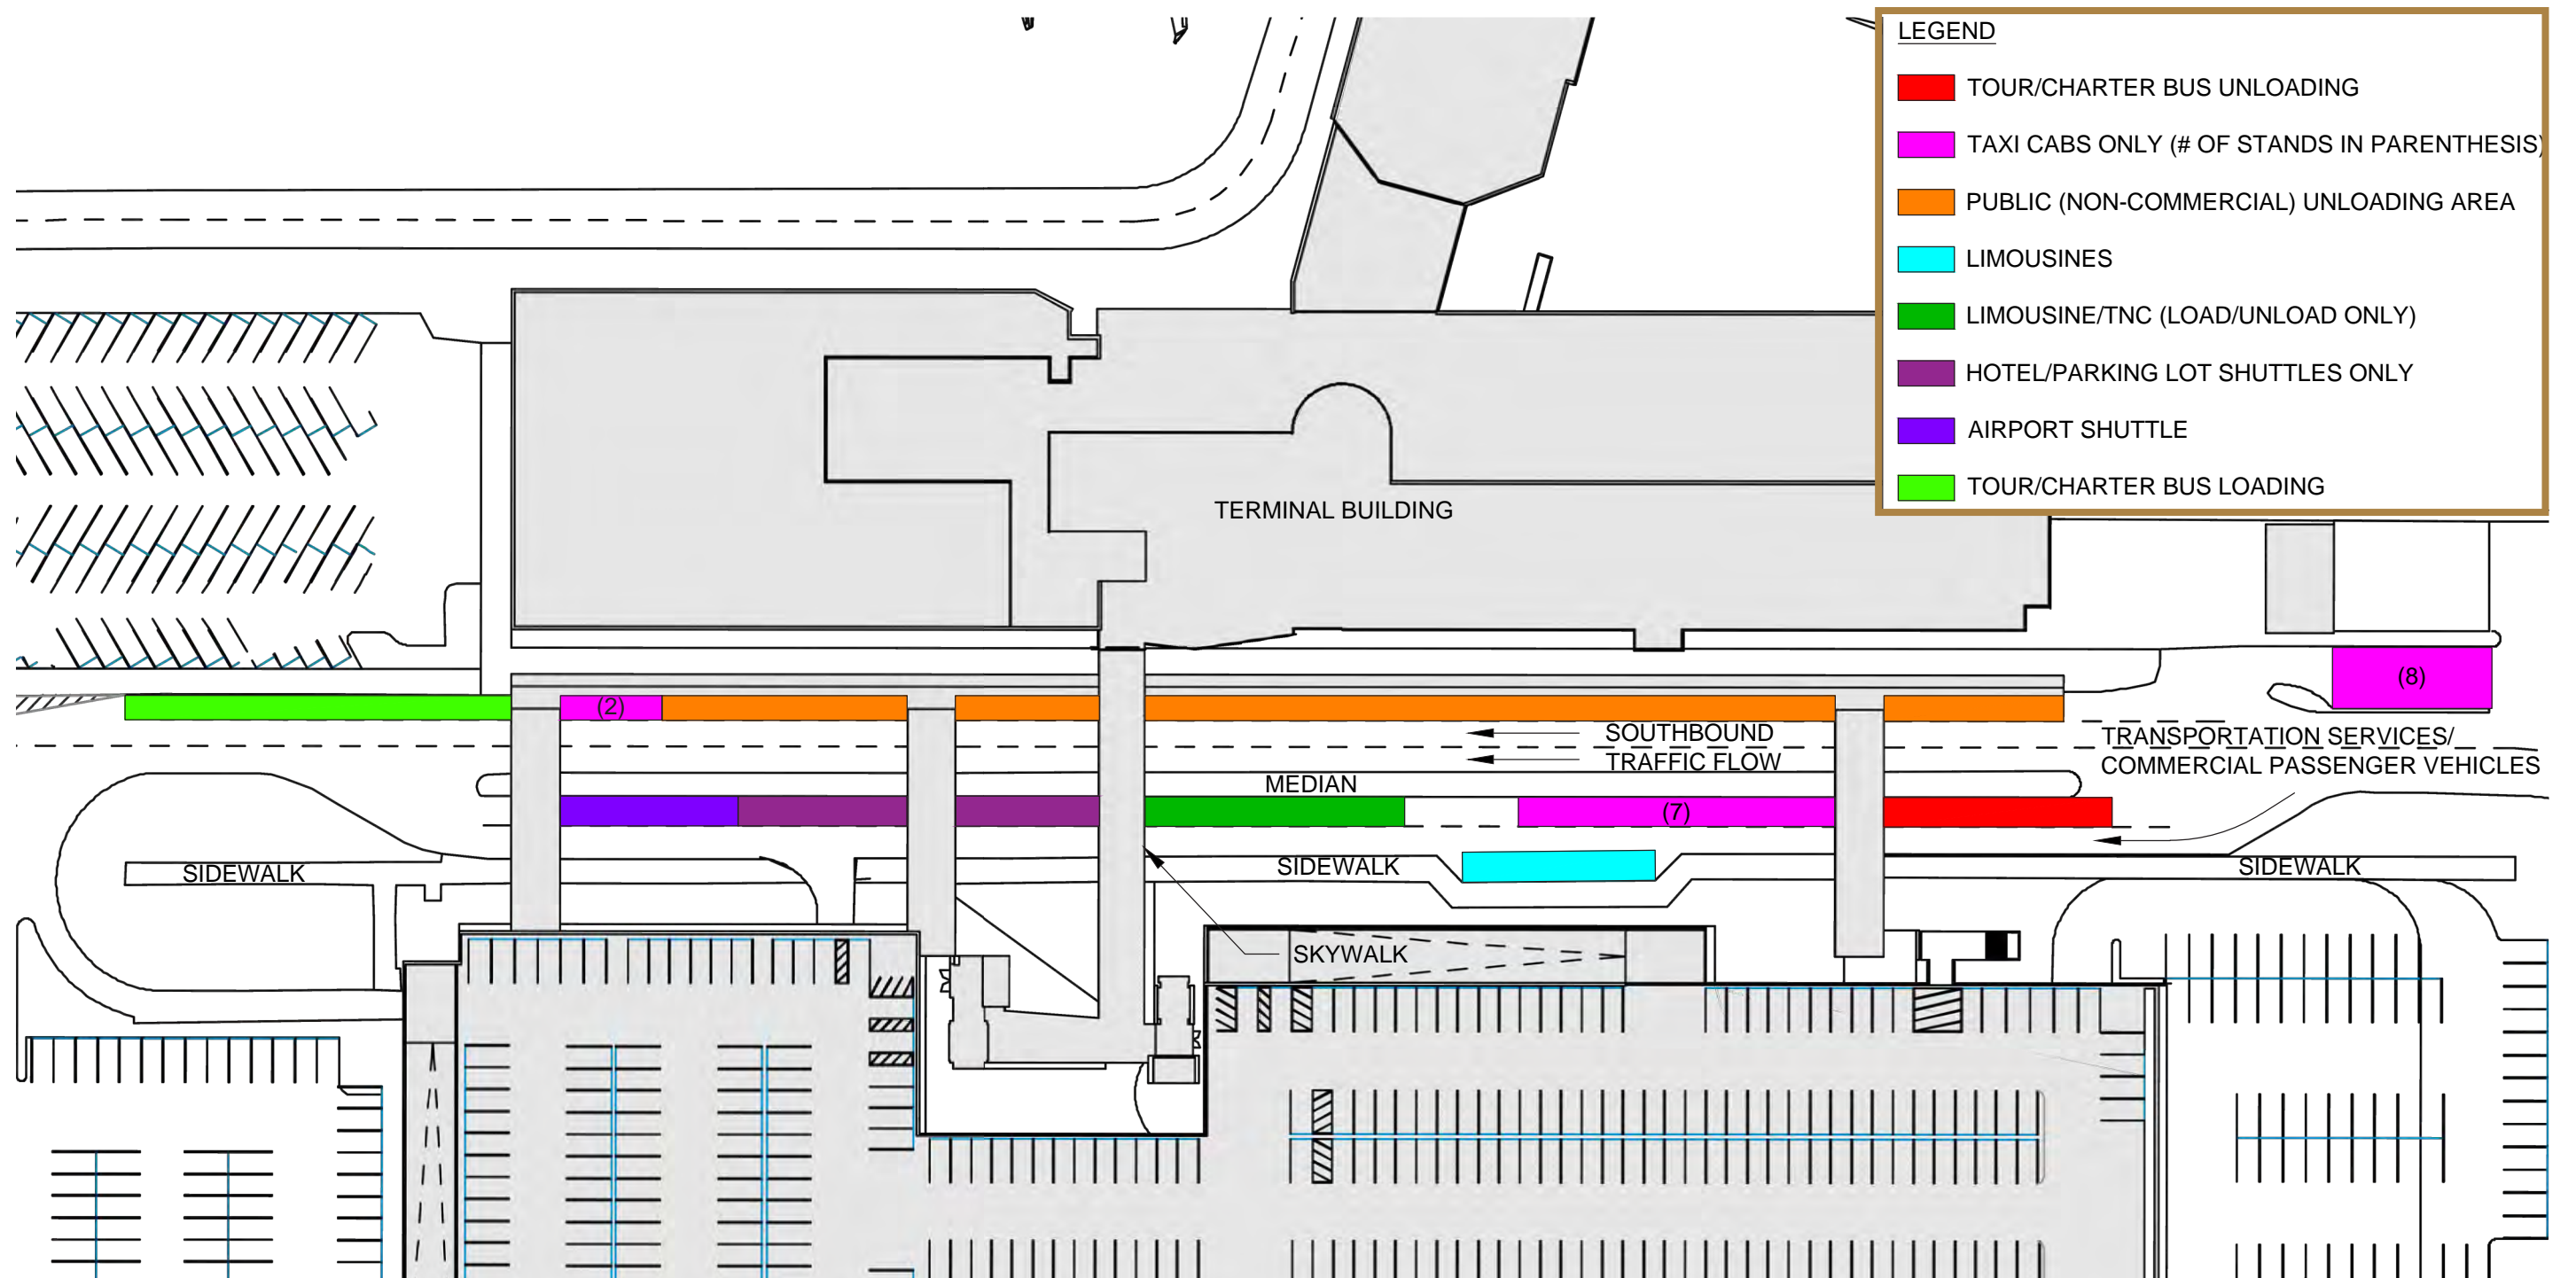 LEGEND
TOUR/CHARTER BUS UNLOADING
TAXI CABS ONLY (# OF STANDS IN PARENTHESIS)
PUBLIC (NON-COMMERCIAL) UNLOADING AREA
LIMOUSINES
LIMOUSINE/TNC (LOAD/UNLOAD ONLY)
HOTEL/PARKING LOT SHUTTLES ONLY
AIRPORT SHUTTLE
TOUR/CHARTER BUS LOADING
TERMINAL BUILDING
(8)
(2)
SOUTHBOUND
TRAFFIC FLOW
TRANSPORTATION SERVICES/
COMMERCIAL PASSENGER VEHICLES
MEDIAN
(7)
SIDEWALK
SIDEWALK
SIDEWALK
SKYWALK